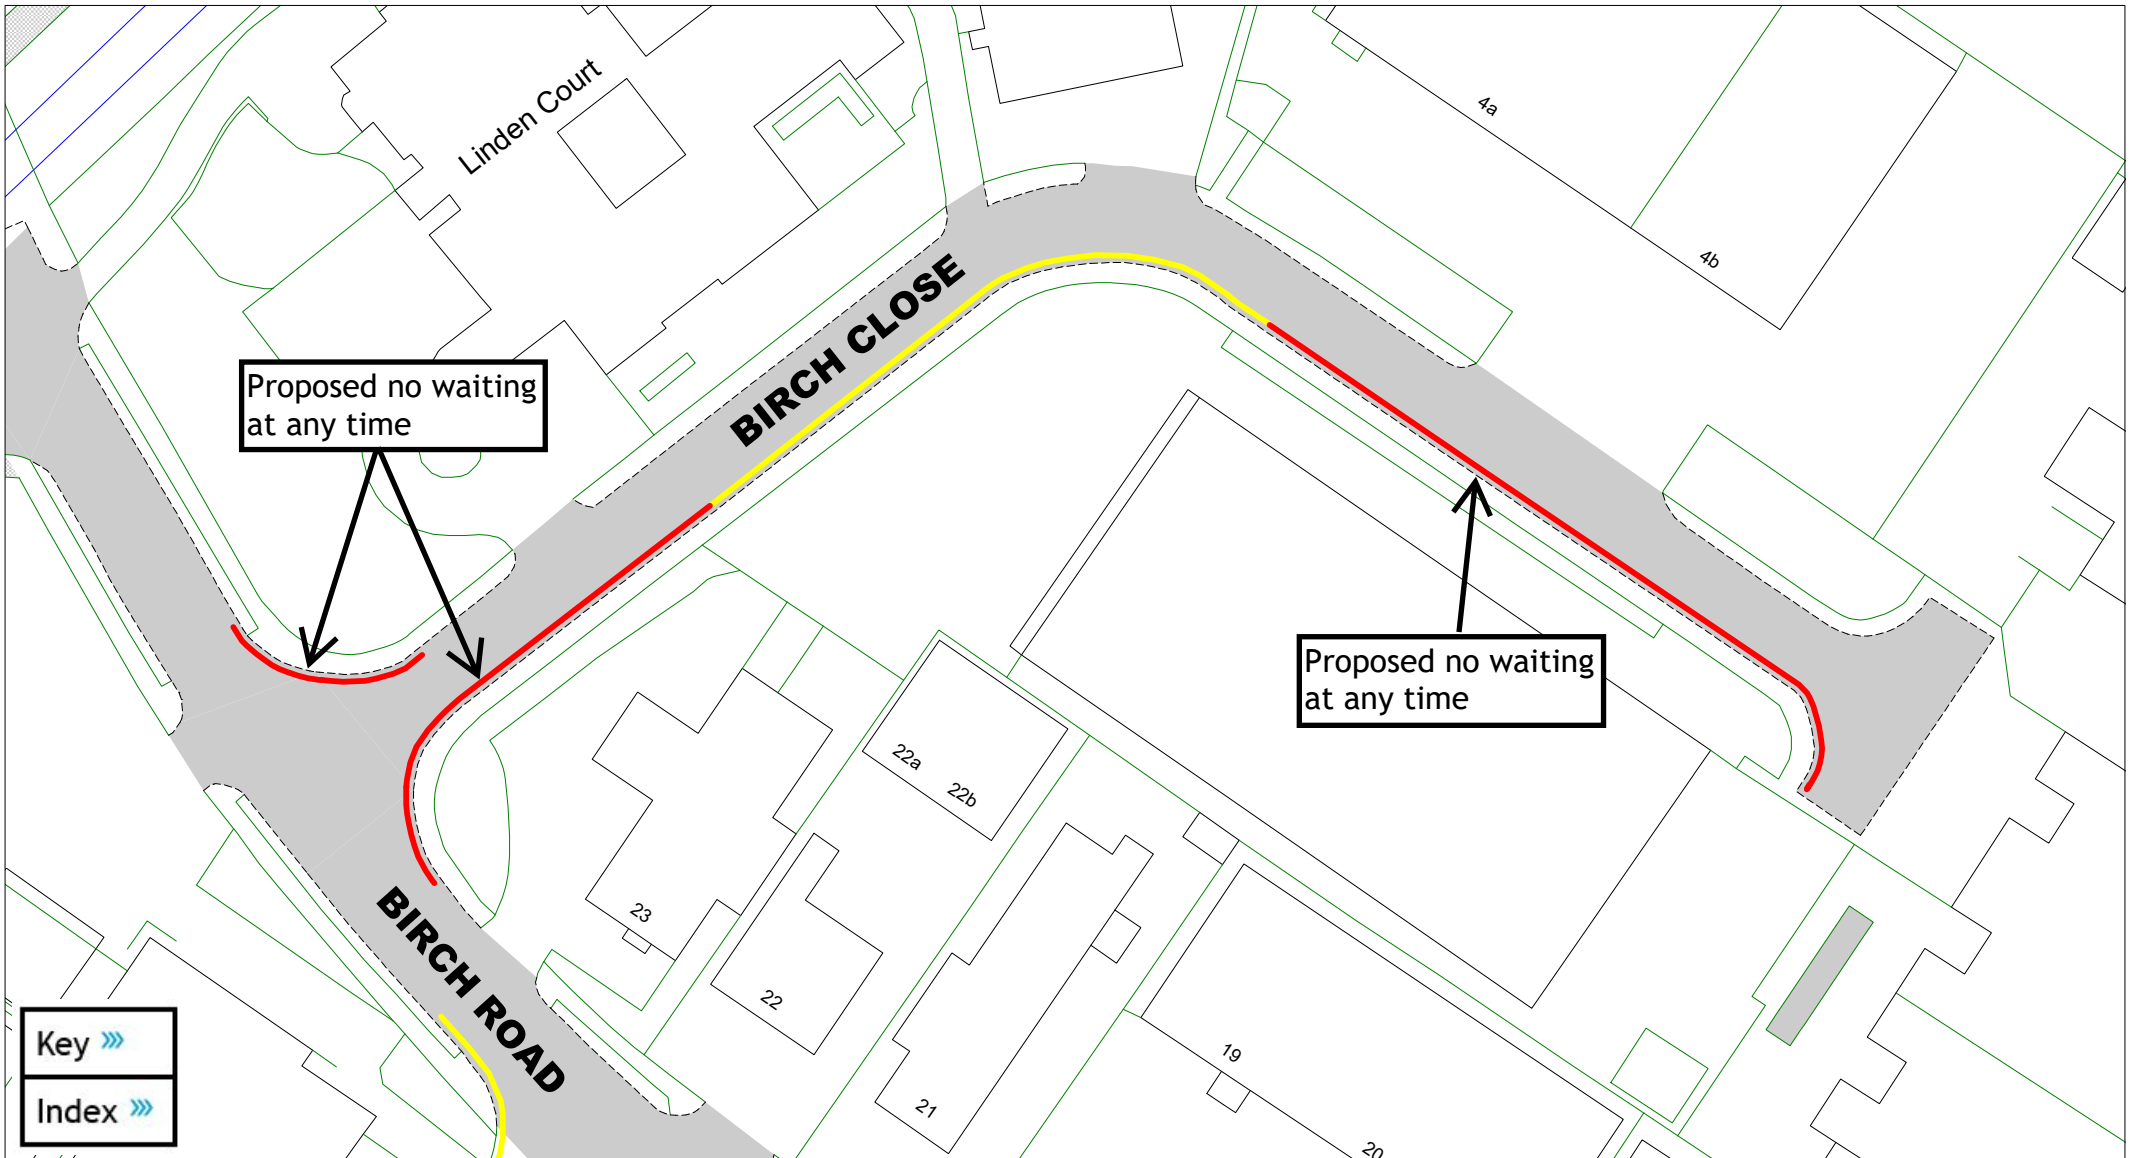 Linden Court
4a
4b
BIRCH CLOSE
Proposed no waiting
at any time
Proposed no waiting
at any time
22a
22b
23
22
BIRCH ROAD
19
21
20
Key »»
Index »»